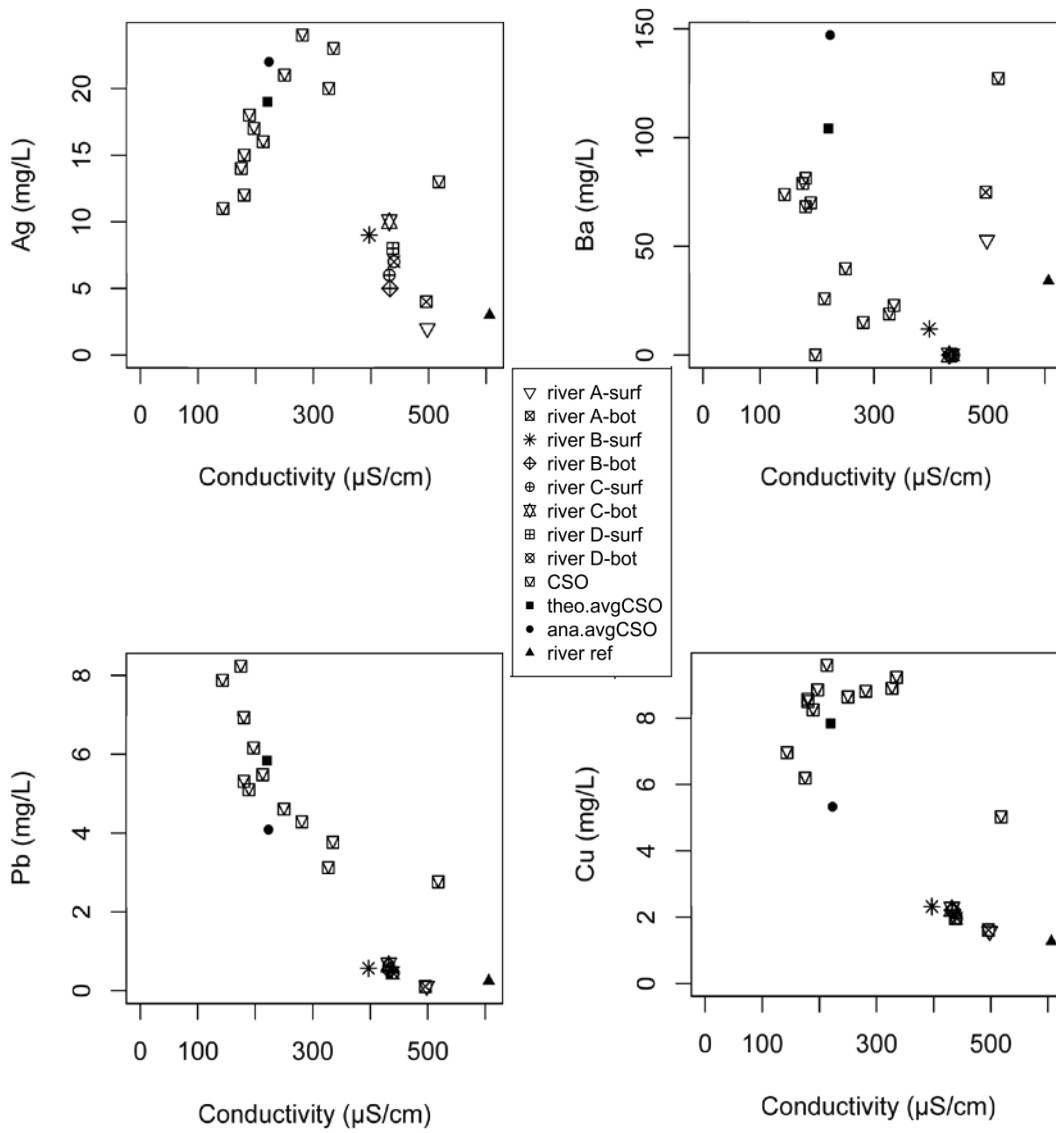 Ag (mg/L)
20
15
10
5
0
0 100 300 500
Conductivity (µS/cm)
Ba (mg/L)
150
100
50
0
0 100 300 500
Conductivity (µS/cm)
river A-surf
river A-bot
river B-surf
river B-bot
river C-surf
river C-bot
river D-surf
river D-bot
CSO
theo.avgCSO
ana.avgCSO
river ref
Pb (mg/L)
8
6
4
2
0
0 100 300 500
Conductivity (µS/cm)
Cu (mg/L)
8
6
4
2
0
0 100 300 500
Conductivity (µS/cm)